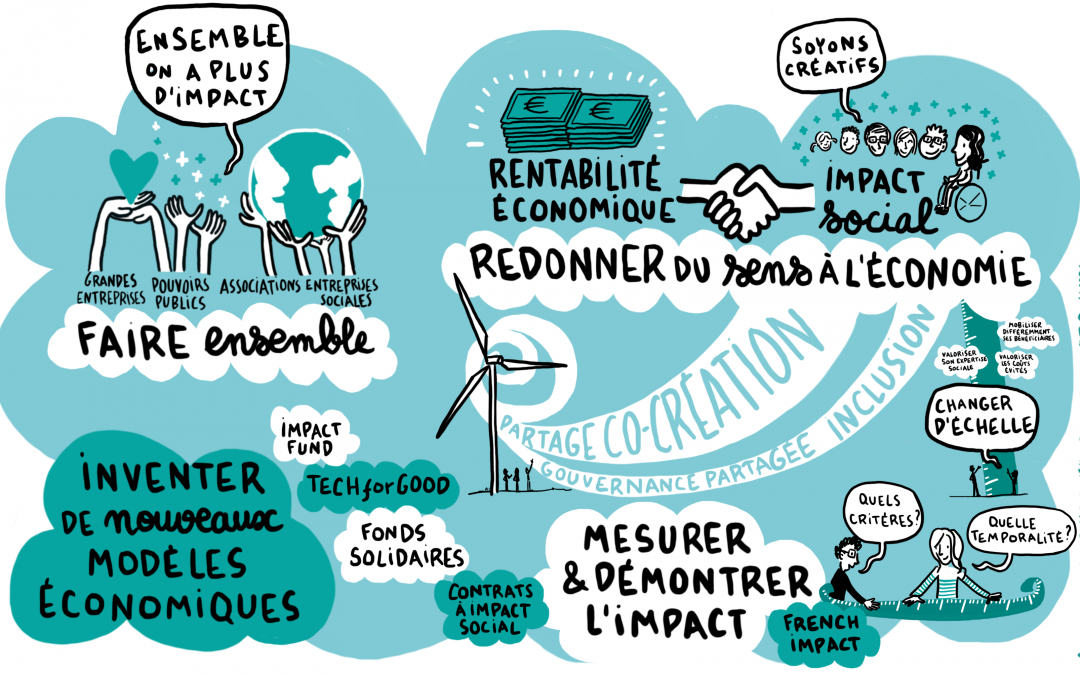 ENSEMBLE
ON A PLUS
D'IMPACT
GRANDES
ENTREPRISES
POUVOIRS
PUBLICS
ASSOCIATIONS
ENTREPRISES
SOCIALES
FAIRE ensemble
SOYONS
CRÉATIFS
€ €
RENTABILITÉ
ÉCONOMIQUE
IMPACT
social
REDONNER DU sens À L'ÉCONOMIE
PARTAGE CO-CRÉATION
GOUVERNANCE PARTAGÉE INCLUSION
MOBILISER
DIFFÉREMMENT
SES BÉNÉFICIAIRES
VALORISER
SON EXPERTISE
SOCIALE
VALORISER
LES COÛTS
ÉVITÉS
CHANGER
D'ÉCHELLE
INVENTER
DE nouveaux
MODÈLES
ÉCONOMIQUES
IMPACT
FUND
TECH for GOOD
FONDS
SOLIDAIRES
CONTRATS
À IMPACT
SOCIAL
MESURER
& DÉMONTRER
L'IMPACT
QUELS
CRITÉRES?
QUELLE
TEMPORALITÉ?
FRENCH
IMPACT